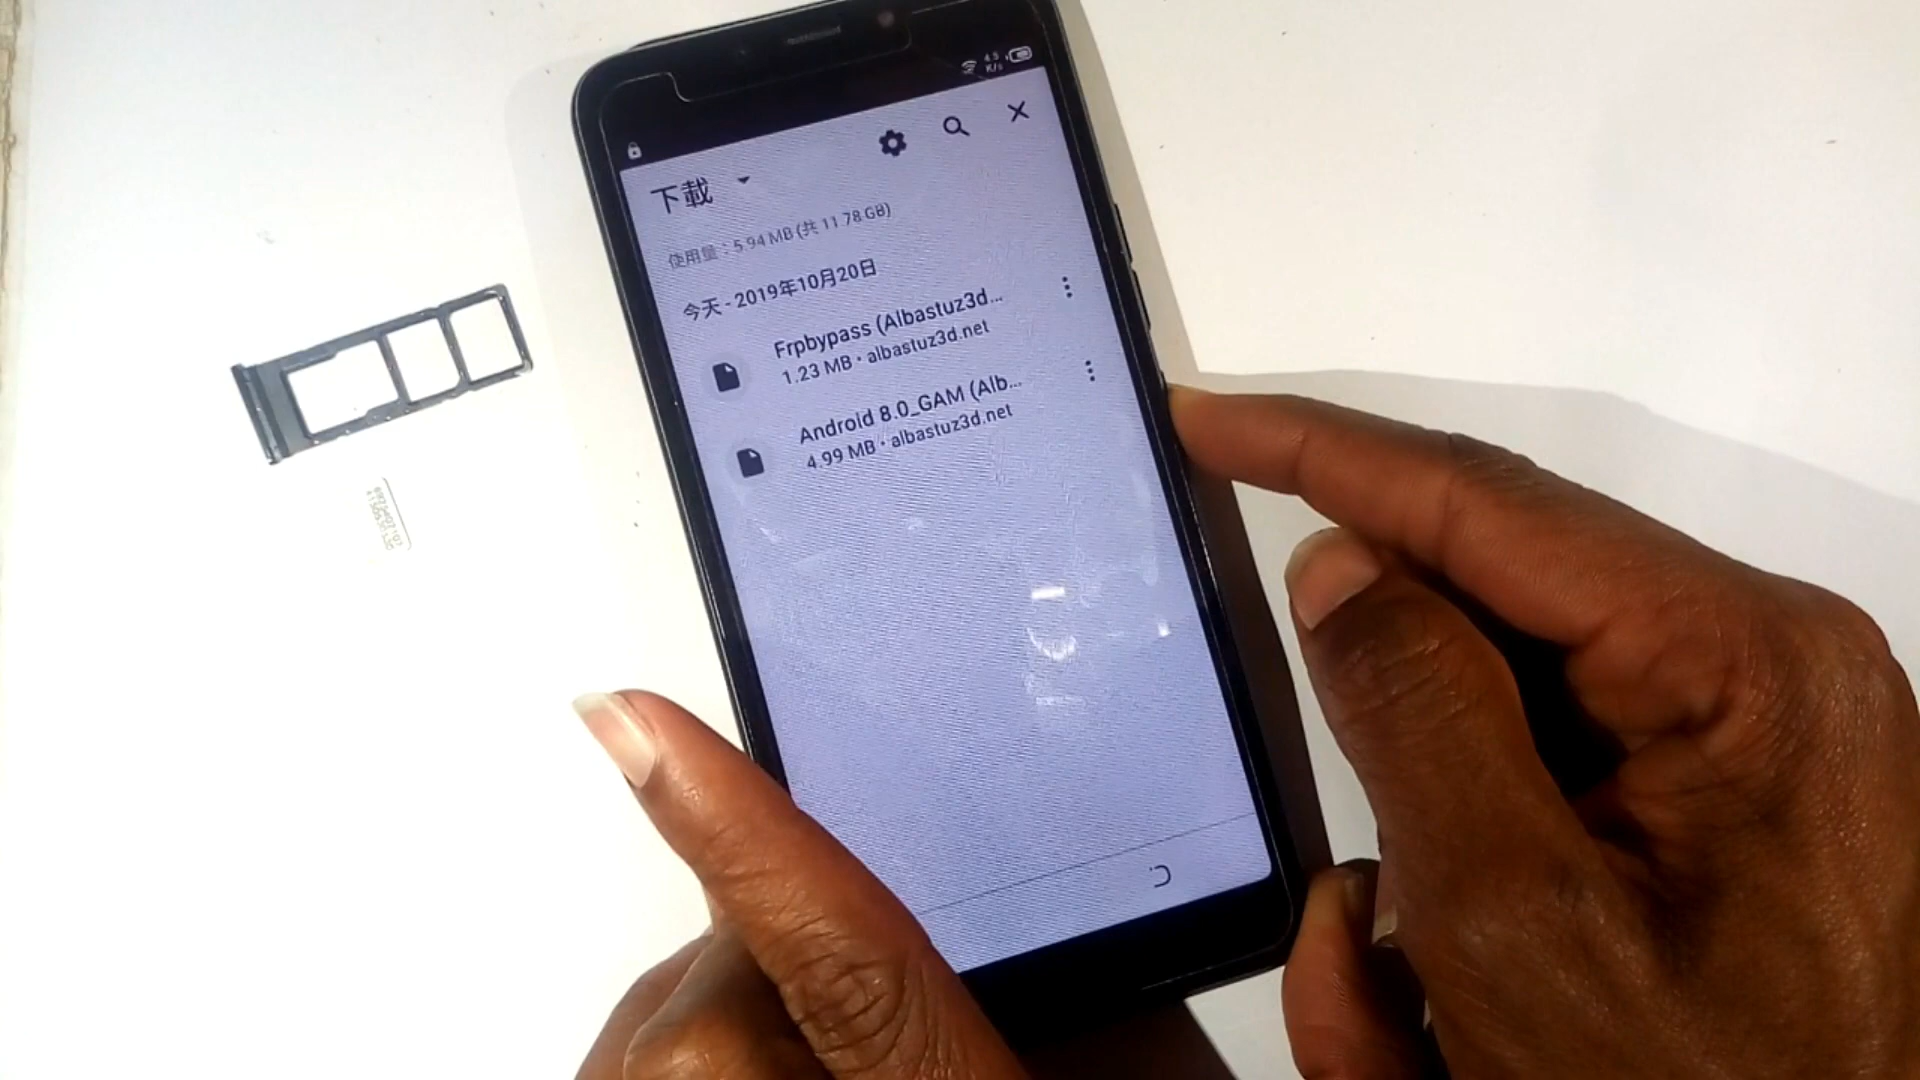 4.5
K/s
下載
使用量：5.94 MB (共 11.78 GB)
今天 - 2019年10月20日
Frpbypass (Albastuz3d...
1.23 MB • albastuz3d.net
Android 8.0_GAM (Alb...
4.99 MB • albastuz3d.net